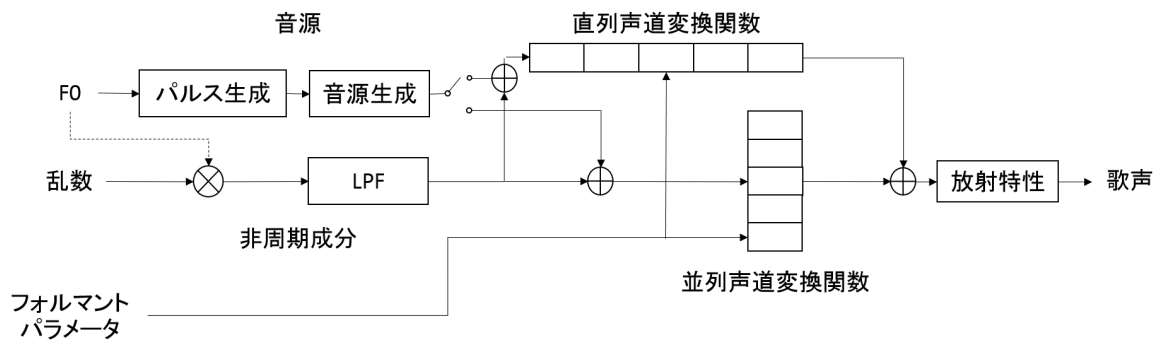 音源
直列声道変換関数
F0
パルス生成
音源生成
乱数
LPF
放射特性
歌声
非周期成分
並列声道変換関数
フォルマント
パラメータ